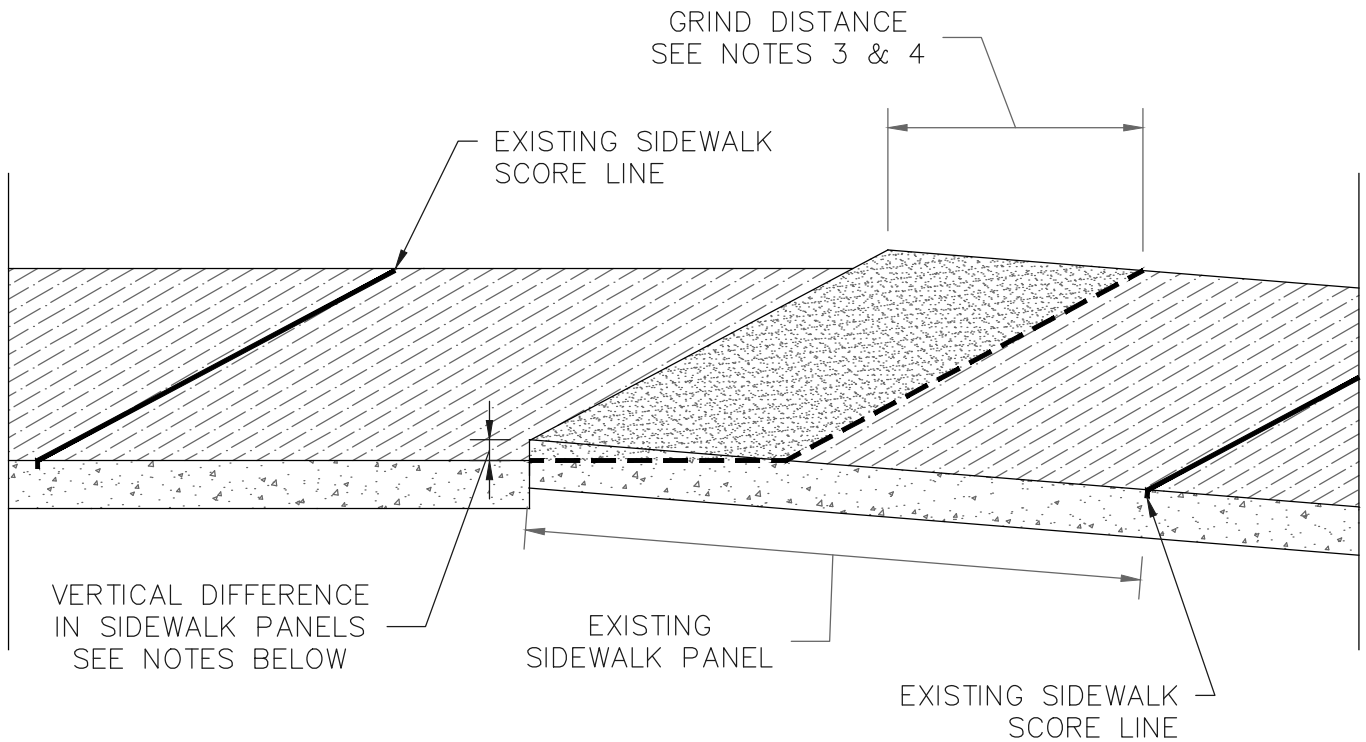 GRIND DISTANCE
SEE NOTES 3 & 4
EXISTING SIDEWALK
SCORE LINE
VERTICAL DIFFERENCE
IN SIDEWALK PANELS
SEE NOTES BELOW
EXISTING
SIDEWALK PANEL
EXISTING SIDEWALK
SCORE LINE